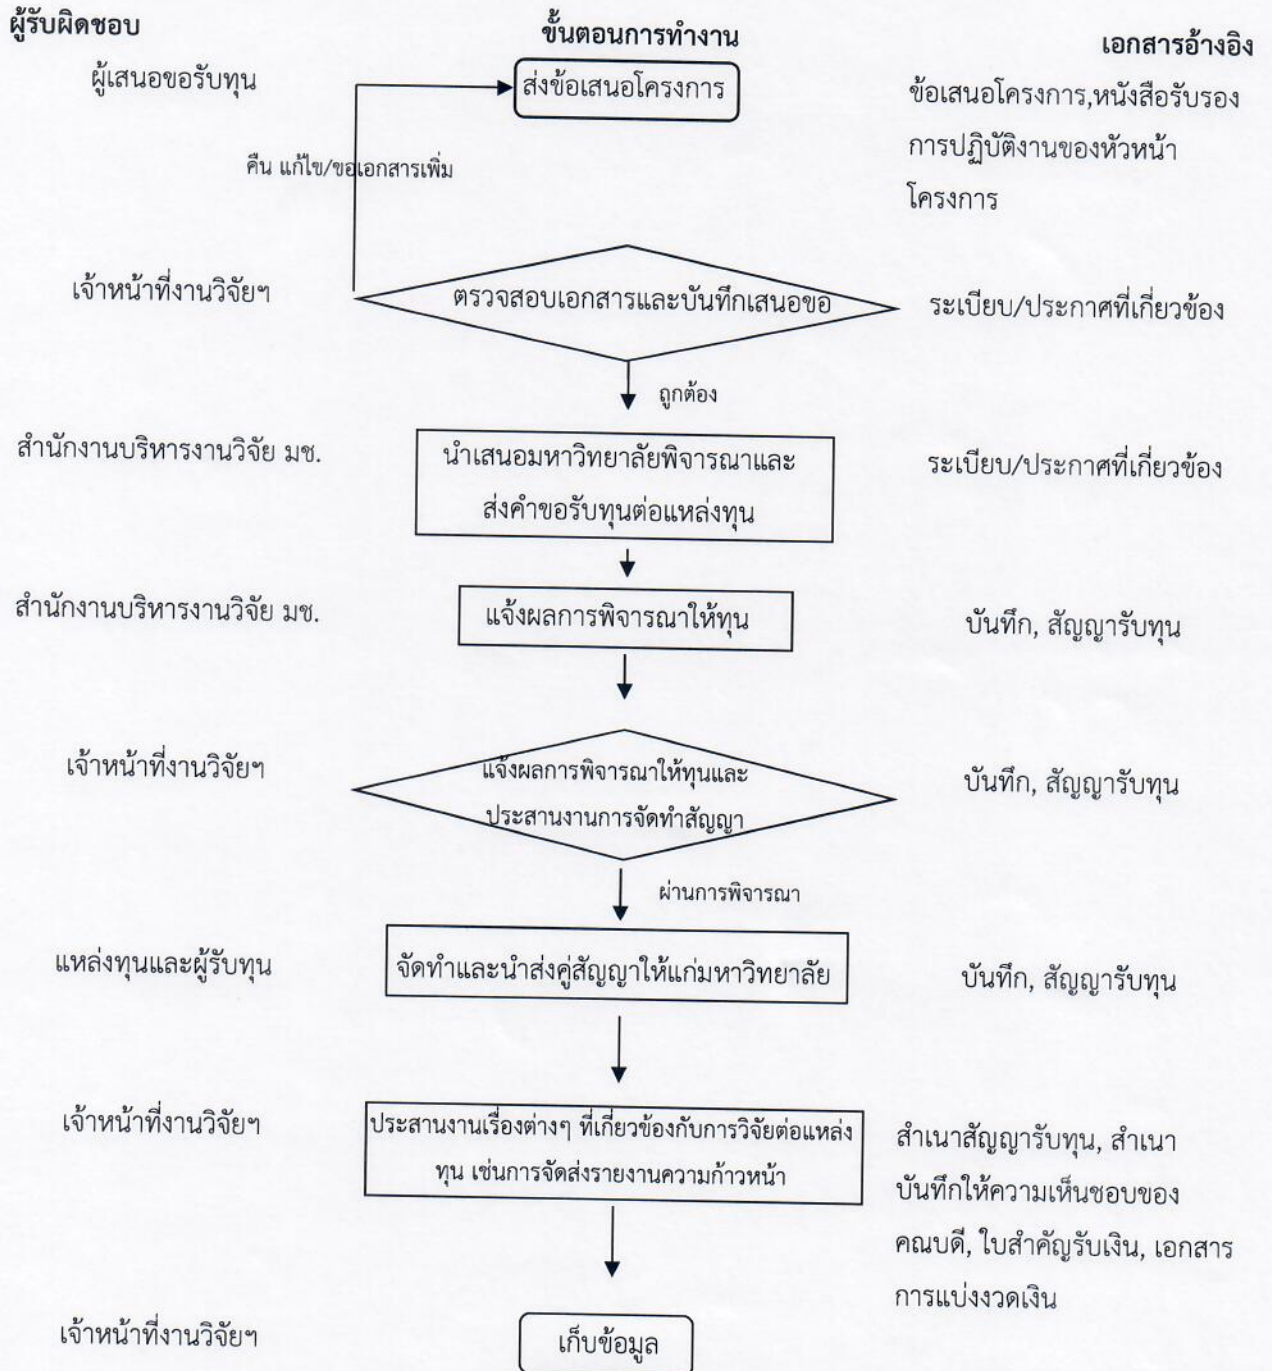 ผู้รับผิดชอบ
ขั้นตอนการทำงาน
เอกสารอ้างอิง
ผู้เสนอขอรับทุน
ส่งข้อเสนอโครงการ
ข้อเสนอโครงการ,หนังสือรับรอง
การปฏิบัติงานของหัวหน้า
โครงการ
คืน แก้ไข/ขอเอกสารเพิ่ม
เจ้าหน้าที่งานวิจัยฯ
ตรวจสอบเอกสารและบันทึกเสนอขอ
ระเบียบ/ประกาศที่เกี่ยวข้อง
ถูกต้อง
สำนักงานบริหารงานวิจัย มช.
นำเสนอมหาวิทยาลัยพิจารณาและ
ส่งคำขอรับทุนต่อแหล่งทุน
ระเบียบ/ประกาศที่เกี่ยวข้อง
สำนักงานบริหารงานวิจัย มช.
แจ้งผลการพิจารณาให้ทุน
บันทึก, สัญญารับทุน
เจ้าหน้าที่งานวิจัยฯ
แจ้งผลการพิจารณาให้ทุนและ
ประสานงานการจัดทำสัญญา
บันทึก, สัญญารับทุน
ผ่านการพิจารณา
แหล่งทุนและผู้รับทุน
จัดทำและนำส่งคู่สัญญาให้แก่มหาวิทยาลัย
บันทึก, สัญญารับทุน
เจ้าหน้าที่งานวิจัยฯ
ประสานงานเรื่องต่างๆ ที่เกี่ยวข้องกับการวิจัยต่อแหล่ง
ทุน เช่นการจัดส่งรายงานความก้าวหน้า
สำเนาสัญญารับทุน, สำเนา
บันทึกให้ความเห็นชอบของ
คณบดี, ใบสำคัญรับเงิน, เอกสาร
การแบ่งงวดเงิน
เจ้าหน้าที่งานวิจัยฯ
เก็บข้อมูล